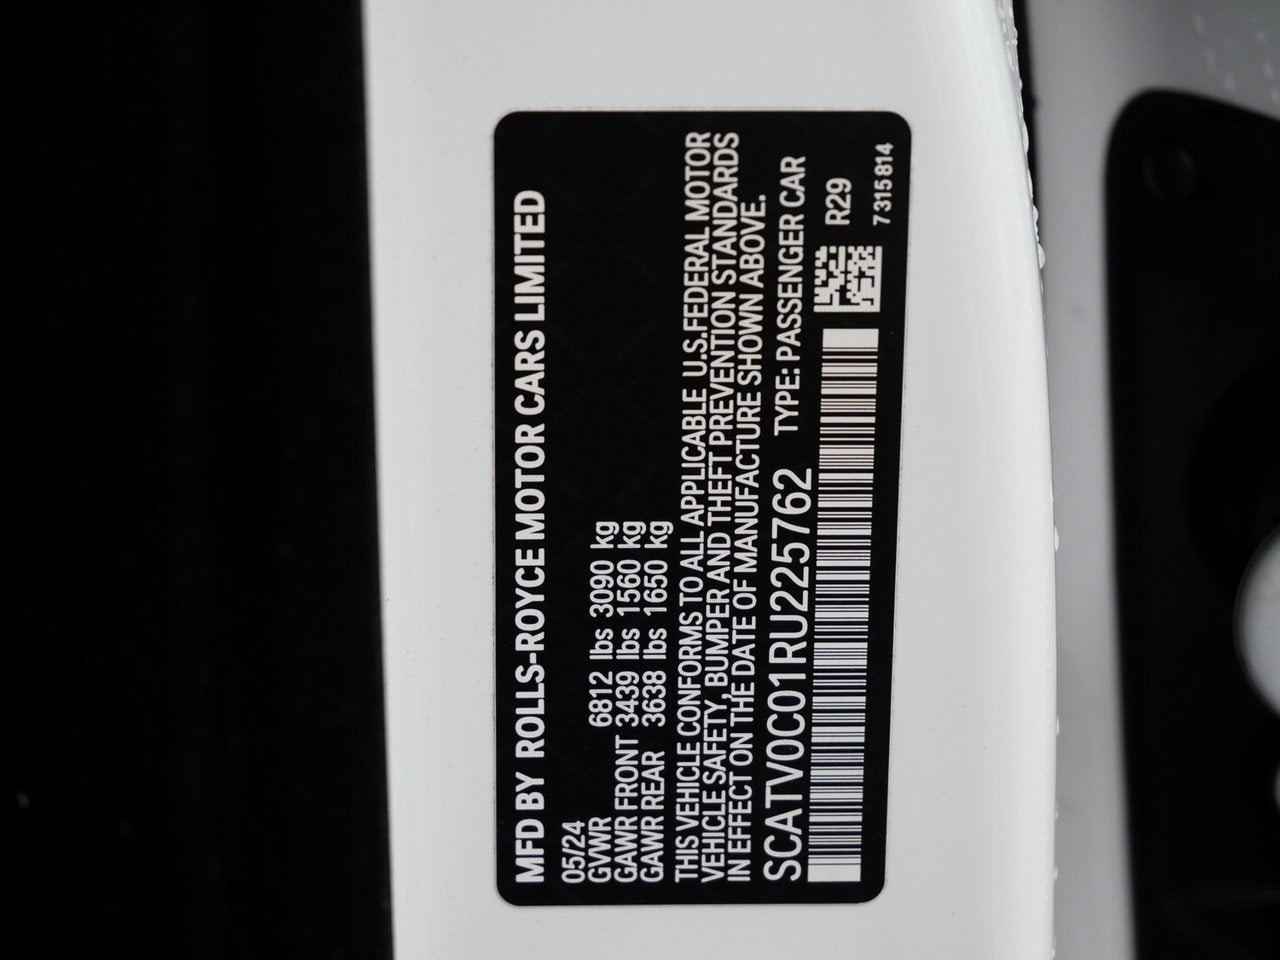 MFD BY ROLLS-ROYCE MOTOR CARS LIMITED
05/24
GVWR 6812 lbs 3090 kg
GAWR FRONT 3439 lbs 1560 kg
GAWR REAR 3638 lbs 1650 kg
THIS VEHICLE CONFORMS TO ALL APPLICABLE U.S.FEDERAL MOTOR
VEHICLE SAFETY, BUMPER AND THEFT PREVENTION STANDARDS
IN EFFECT ON THE DATE OF MANUFACTURE SHOWN ABOVE.
SCATV0C01RU225762 TYPE: PASSENGER CAR
R29
7315814